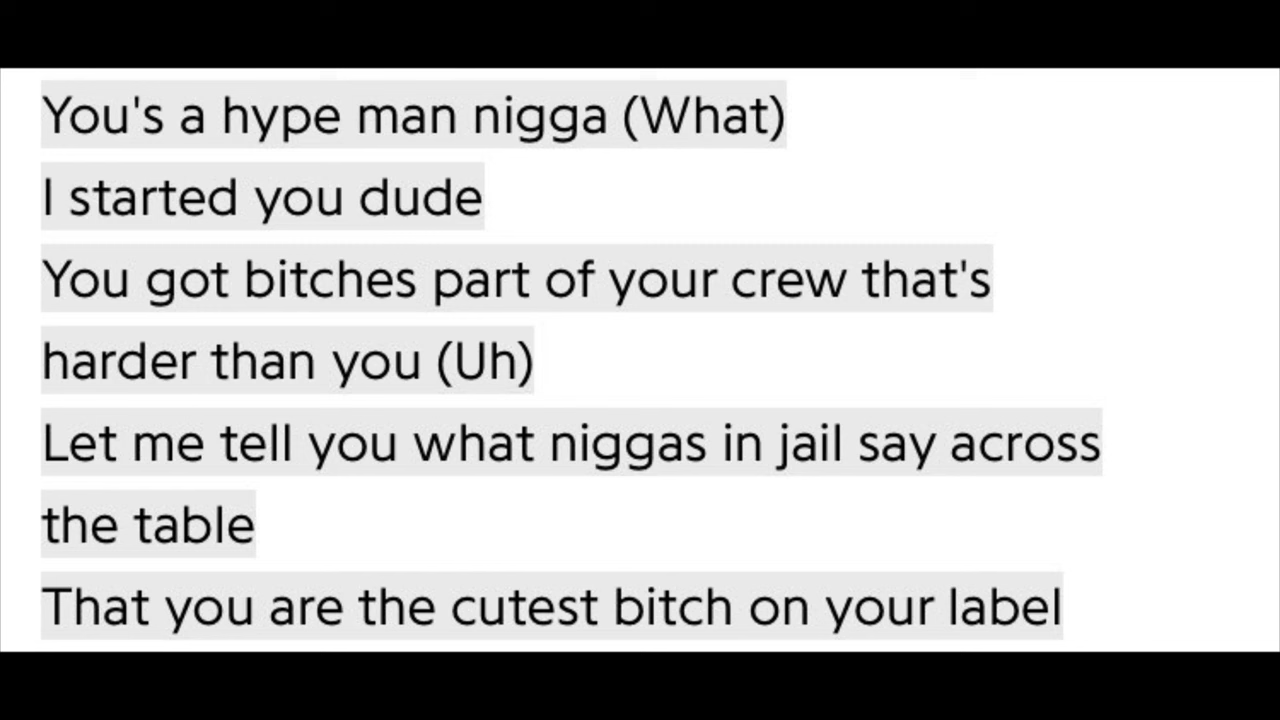 You's a hype man nigga (What)
I started you dude
You got bitches part of your crew that's
harder than you (Uh)
Let me tell you what niggas in jail say across
the table
That you are the cutest bitch on your label